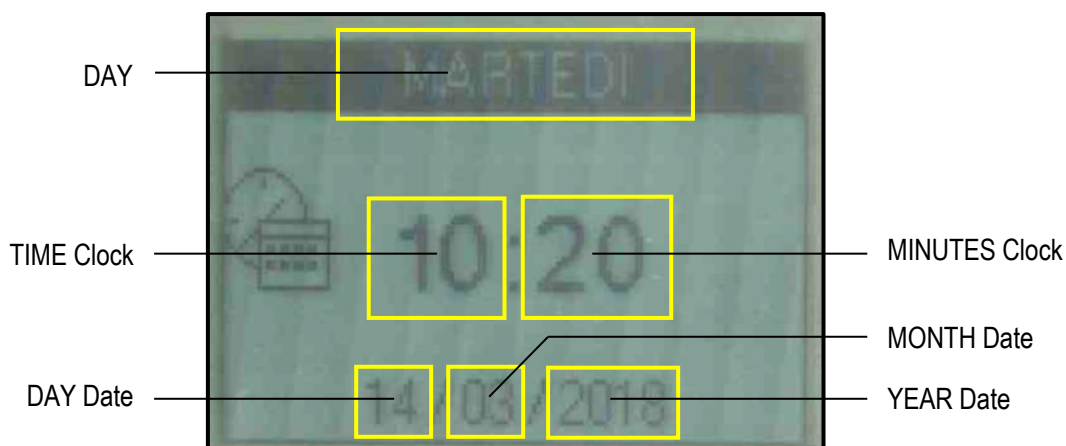 DAY
MARTEDI
TIME Clock
10:20
MINUTES Clock
MONTH Date
DAY Date
14/03/2018
YEAR Date